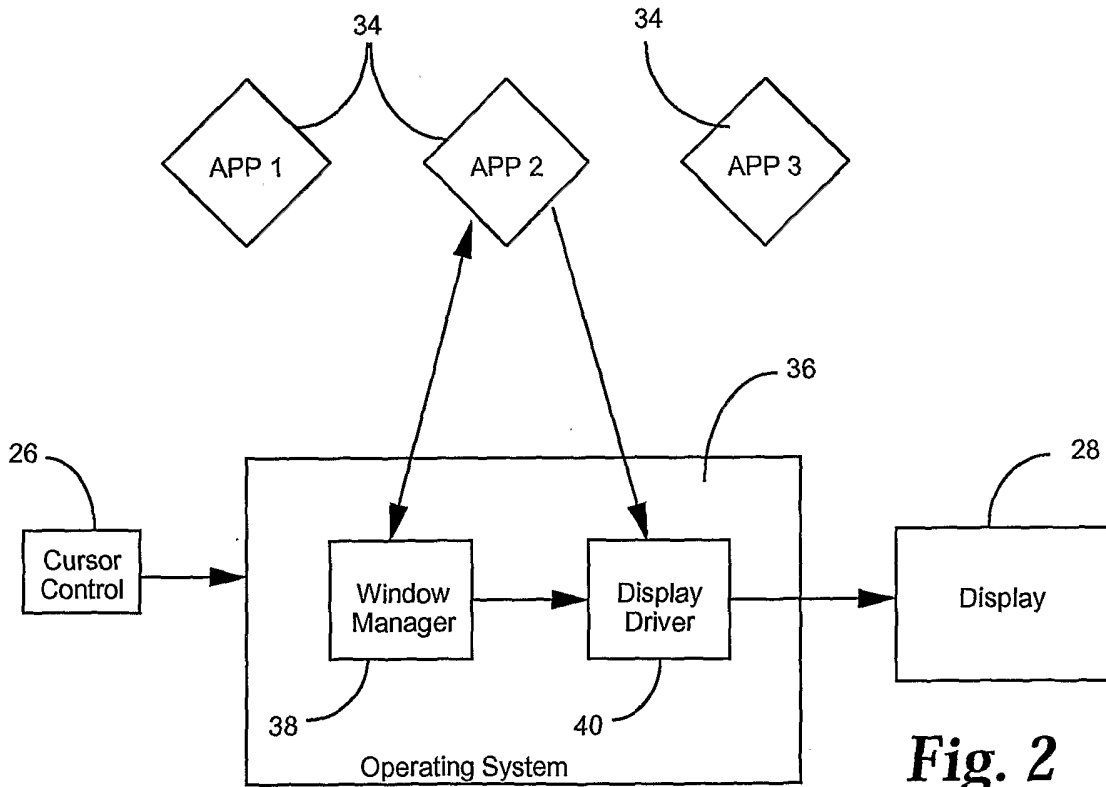 34
34
APP 1
APP 2
APP 3
36
26
28
Cursor
Control
Window
Manager
Display
Driver
Display
38
40
Operating System
Fig. 2